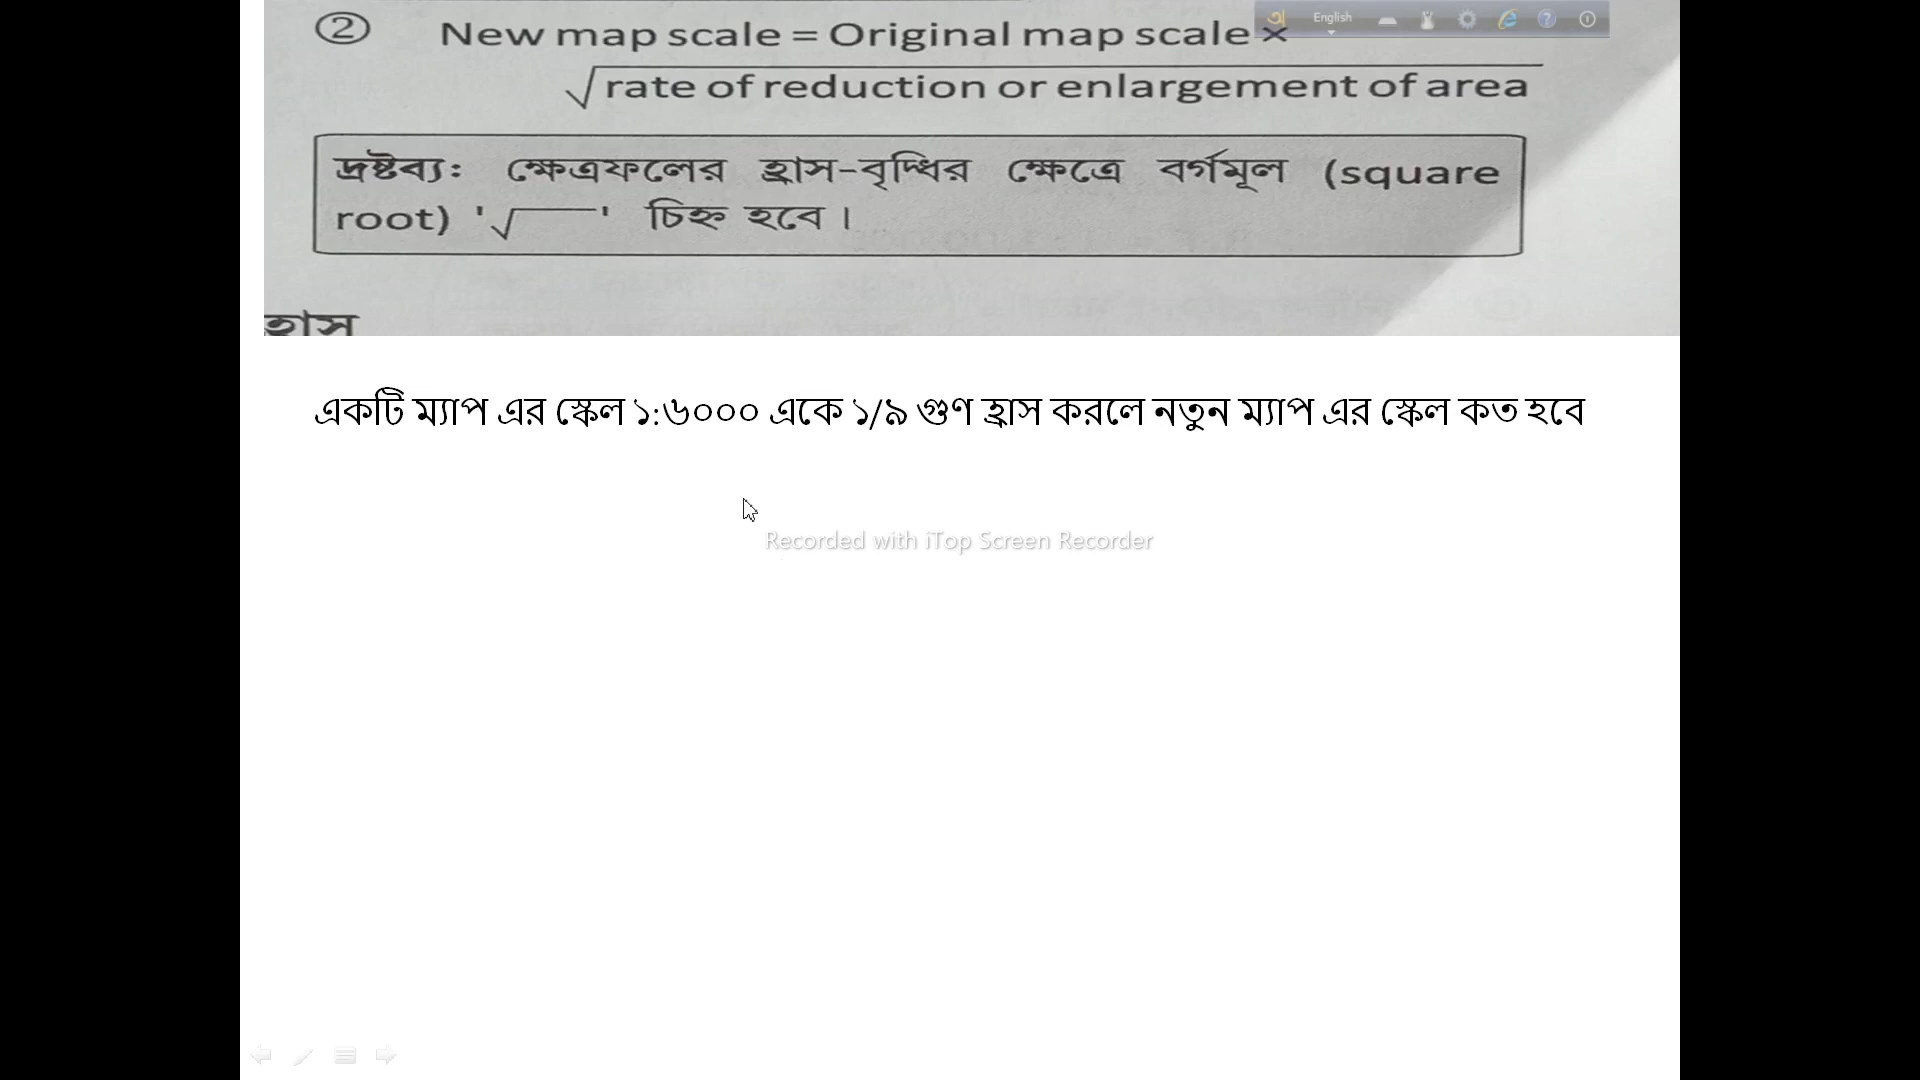 ② New map scale = Original map scale ×
English
√rate of reduction or enlargement of area
দ্রষ্টব্যঃ ক্ষেত্রফলের হ্রাস-বৃদ্ধির ক্ষেত্রে বর্গমূল (square
root) '√‾‾' চিহ্ন হবে।
হ্রাস
একটি ম্যাপ এর স্কেল ১:৬০০০ একে ১/৯ গুণ হ্রাস করলে নতুন ম্যাপ এর স্কেল কত হবে
Recorded with iTop Screen Recorder